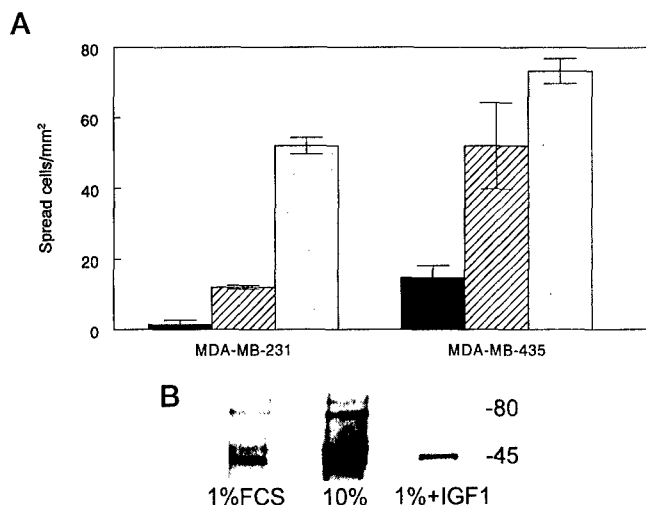 A
Spread cells/mm²
80
60
40
20
0
MDA-MB-231
MDA-MB-435
B
-80
-45
1%FCS
10%
1%+IGF1